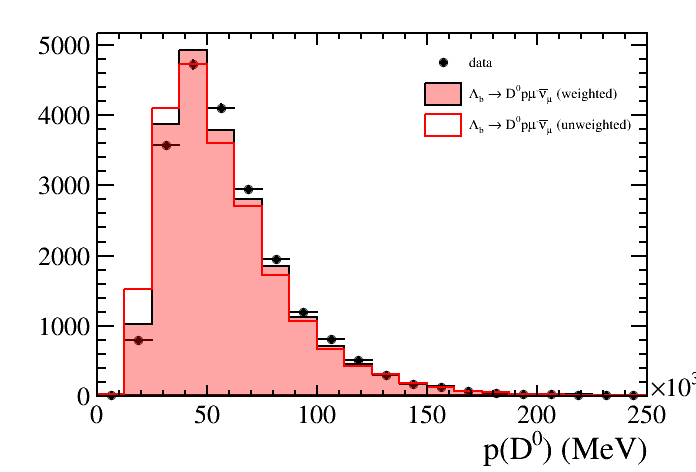 5000
4000
3000
2000
1000
0
data
Λb → D⁰pμ ν̅μ (weighted)
Λb → D⁰pμ ν̅μ (unweighted)
0 50 100 150 200 250
×10³
p(D⁰) (MeV)